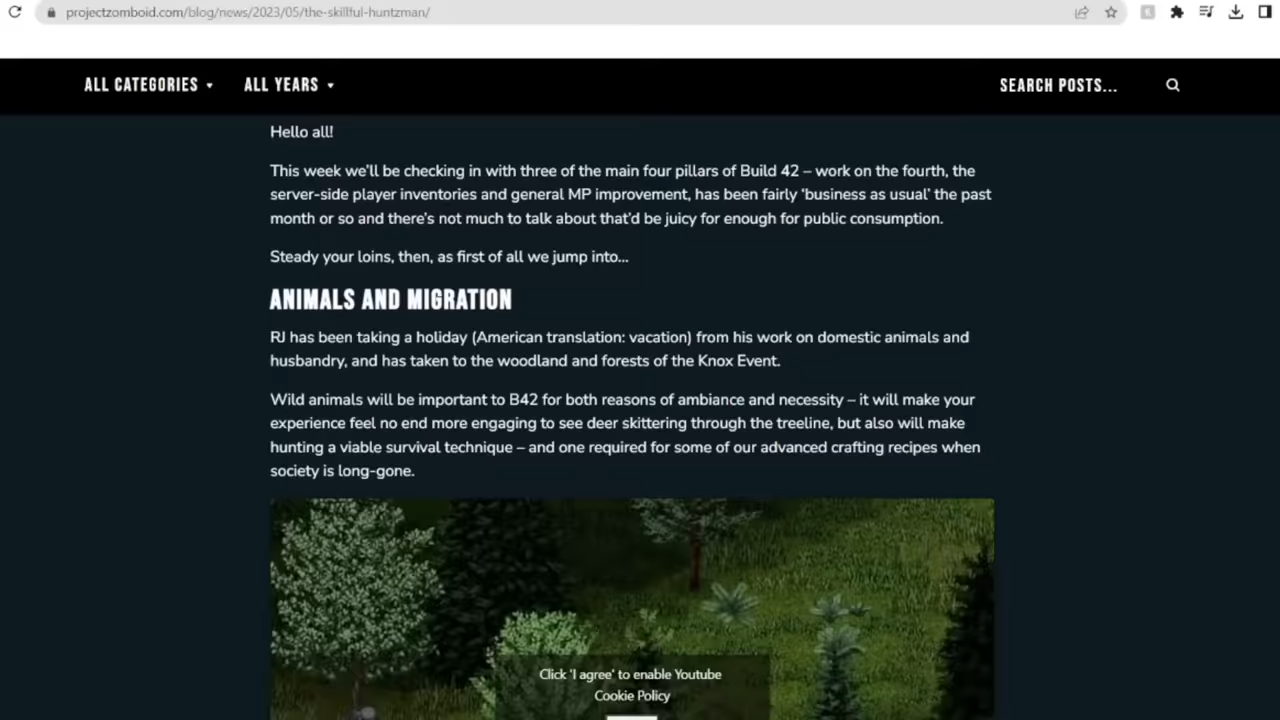 projectzomboid.com/blog/news/2023/05/the-skillful-huntzman/
ALL CATEGORIES ALL YEARS SEARCH POSTS...
Hello all!
This week we'll be checking in with three of the main four pillars of Build 42 – work on the fourth, the
server-side player inventories and general MP improvement, has been fairly 'business as usual' the past
month or so and there's not much to talk about that'd be juicy for enough for public consumption.
Steady your loins, then, as first of all we jump into...
ANIMALS AND MIGRATION
RJ has been taking a holiday (American translation: vacation) from his work on domestic animals and
husbandry, and has taken to the woodland and forests of the Knox Event.
Wild animals will be important to B42 for both reasons of ambiance and necessity – it will make your
experience feel no end more engaging to see deer skittering through the treeline, but also will make
hunting a viable survival technique – and one required for some of our advanced crafting recipes when
society is long-gone.
Click 'I agree' to enable Youtube
Cookie Policy